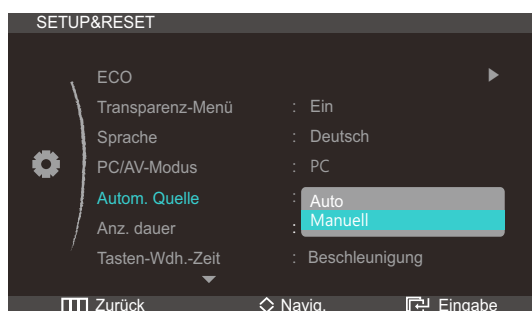 SETUP&RESET
ECO
Transparenz-Menü : Ein
Sprache : Deutsch
PC/AV-Modus : PC
Autom. Quelle : Auto
Manuell
Anz. dauer :
Tasten-Wdh.-Zeit : Beschleunigung
Zurück Navig. Eingabe